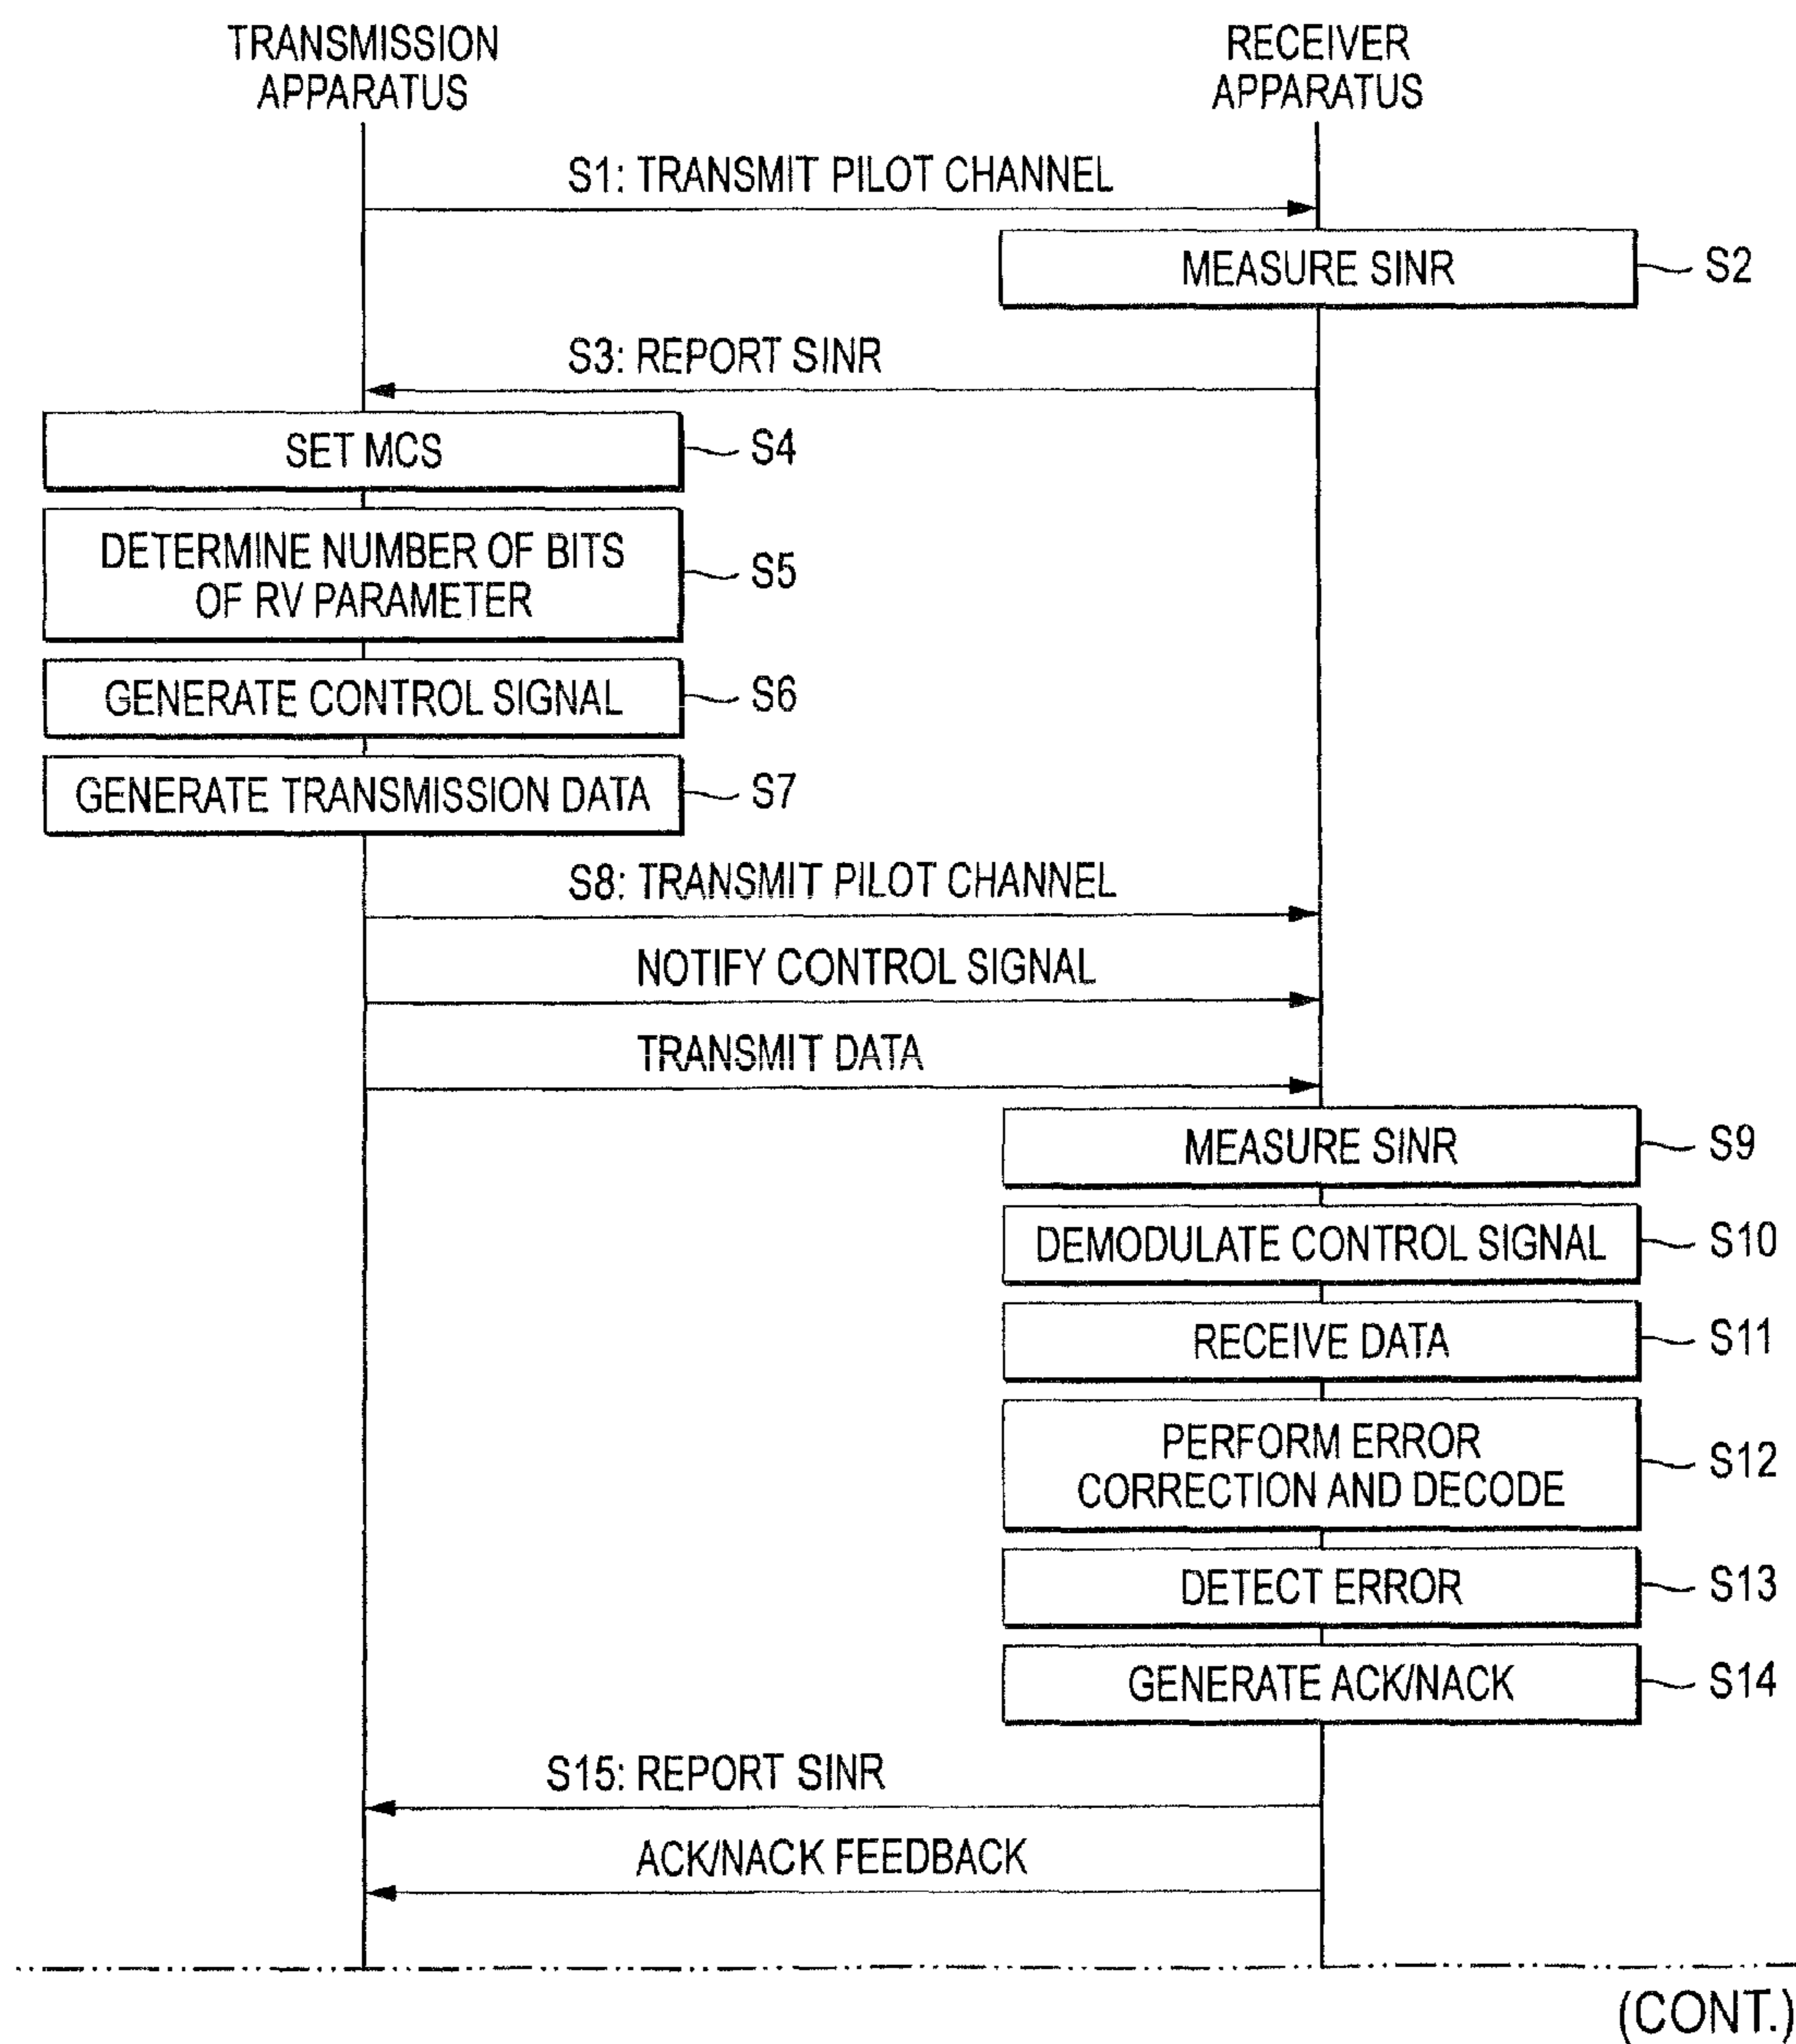 TRANSMISSION
APPARATUS
RECEIVER
APPARATUS
S1: TRANSMIT PILOT CHANNEL
MEASURE SINR
S2
S3: REPORT SINR
SET MCS
S4
DETERMINE NUMBER OF BITS
OF RV PARAMETER
S5
GENERATE CONTROL SIGNAL
S6
GENERATE TRANSMISSION DATA
S7
S8: TRANSMIT PILOT CHANNEL
NOTIFY CONTROL SIGNAL
TRANSMIT DATA
MEASURE SINR
S9
DEMODULATE CONTROL SIGNAL
S10
RECEIVE DATA
S11
PERFORM ERROR
CORRECTION AND DECODE
S12
DETECT ERROR
S13
GENERATE ACK/NACK
S14
S15: REPORT SINR
ACK/NACK FEEDBACK
(CONT.)